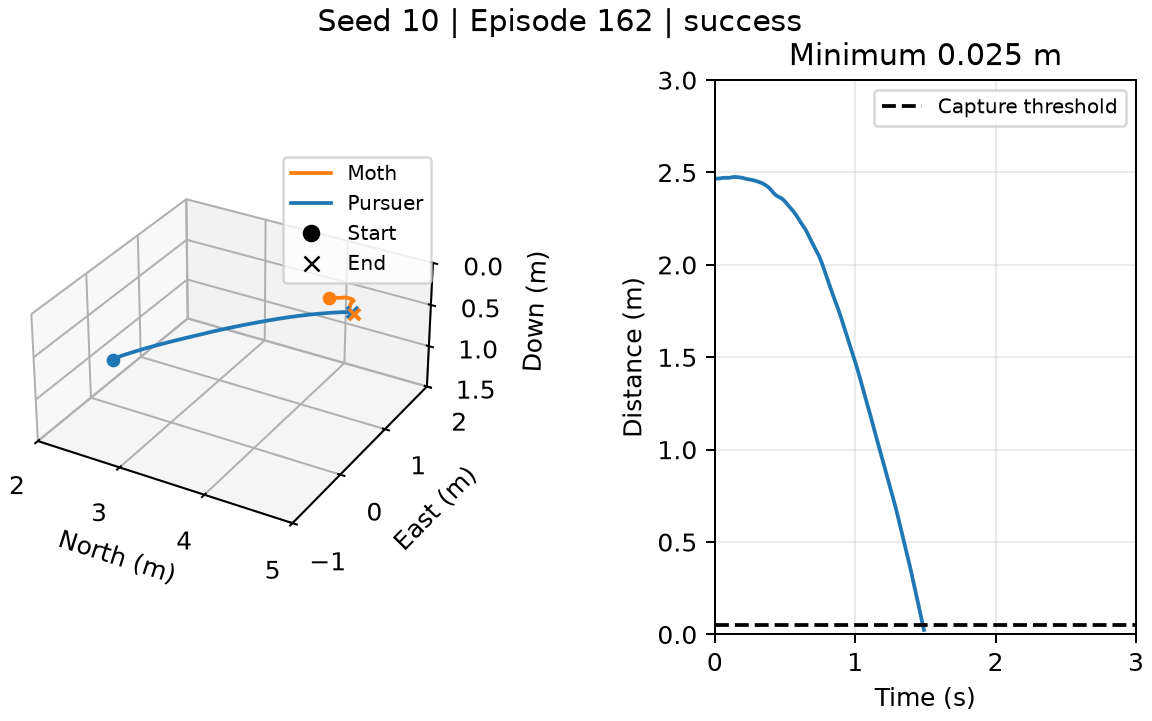 Seed 10 | Episode 162 | success
Minimum 0.025 m
Moth
Pursuer
Start
End
0.0
0.5
1.0
1.5
Down (m)
2
1
0
−1
East (m)
2
3
4
5
North (m)
Capture threshold
3.0
2.5
2.0
1.5
1.0
0.5
0.0
Distance (m)
0
1
2
3
Time (s)